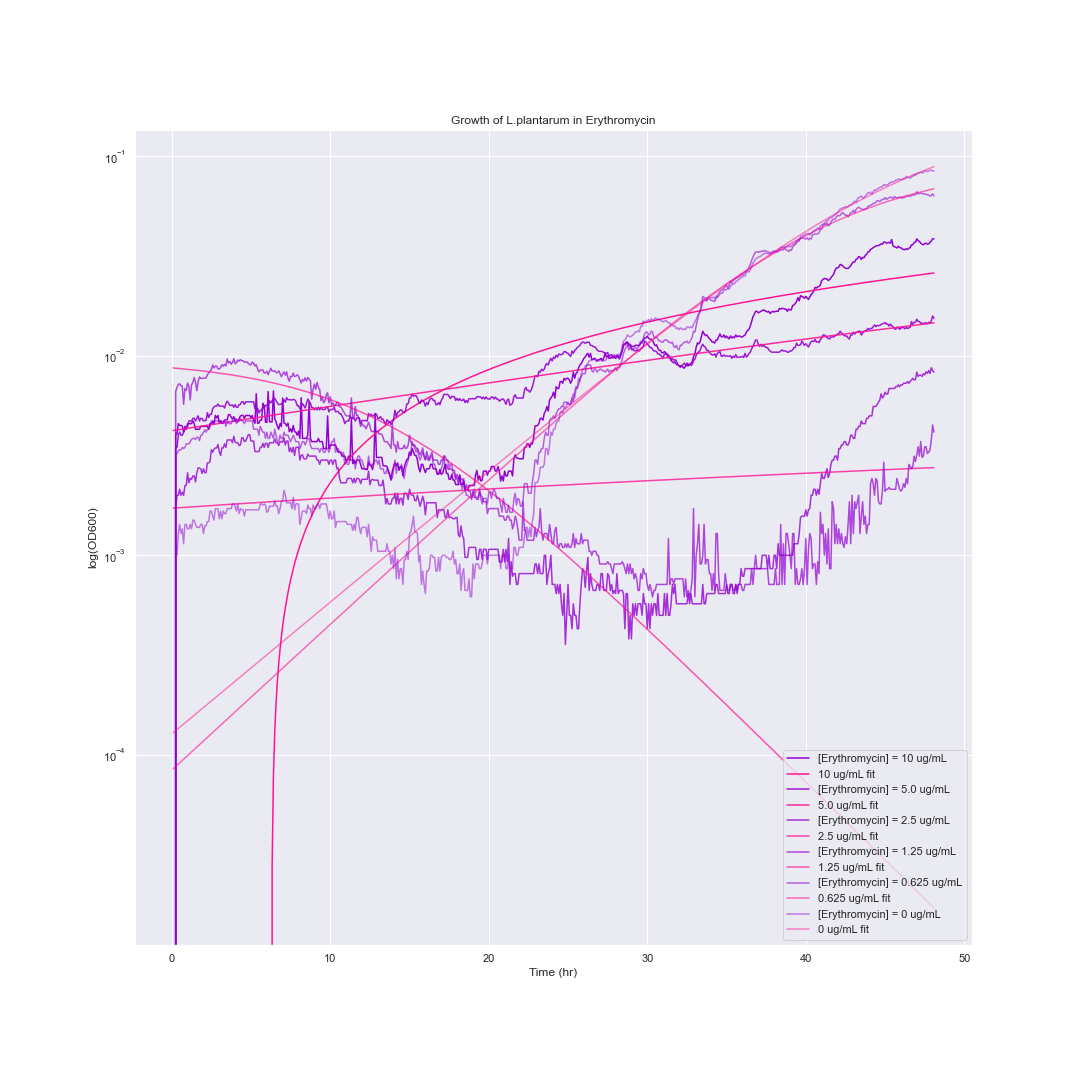 Growth of L.plantarum in Erythromycin
log(OD600)
10⁻¹
10⁻²
10⁻³
10⁻⁴
[Erythromycin] = 10 ug/mL
10 ug/mL fit
[Erythromycin] = 5.0 ug/mL
5.0 ug/mL fit
[Erythromycin] = 2.5 ug/mL
2.5 ug/mL fit
[Erythromycin] = 1.25 ug/mL
1.25 ug/mL fit
[Erythromycin] = 0.625 ug/mL
0.625 ug/mL fit
[Erythromycin] = 0 ug/mL
0 ug/mL fit
0 10 20 30 40 50
Time (hr)